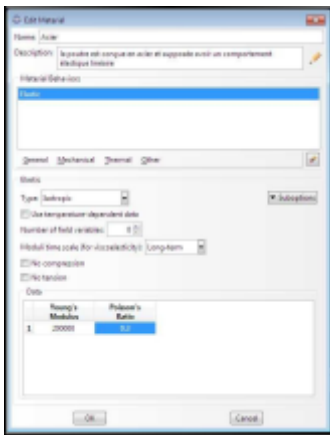 Edit Material
Name: Acier
Description: la poutre est conçue en acier et supposée avoir un comportement
élastique linéaire
Material Behaviors
Elastic
General Mechanical Thermal Other
Elastic
Type: Isotropic
Suboptions
Use temperature-dependent data
Number of field variables: 0
Moduli time scale (for viscoelasticity): Long-term
No compression
No tension
Data
Young's Poisson's
Modulus Ratio
1
OK Cancel